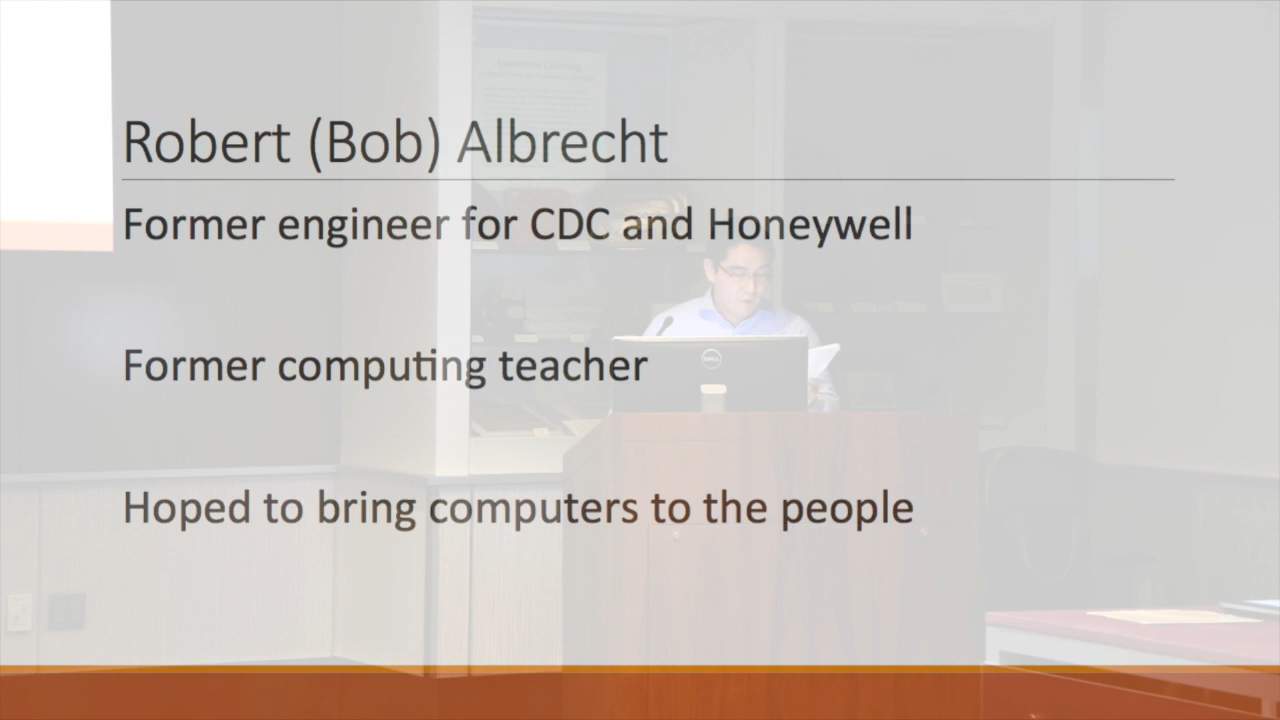 Robert (Bob) Albrecht
Former engineer for CDC and Honeywell
DELL
Former computing teacher
Hoped to bring computers to the people